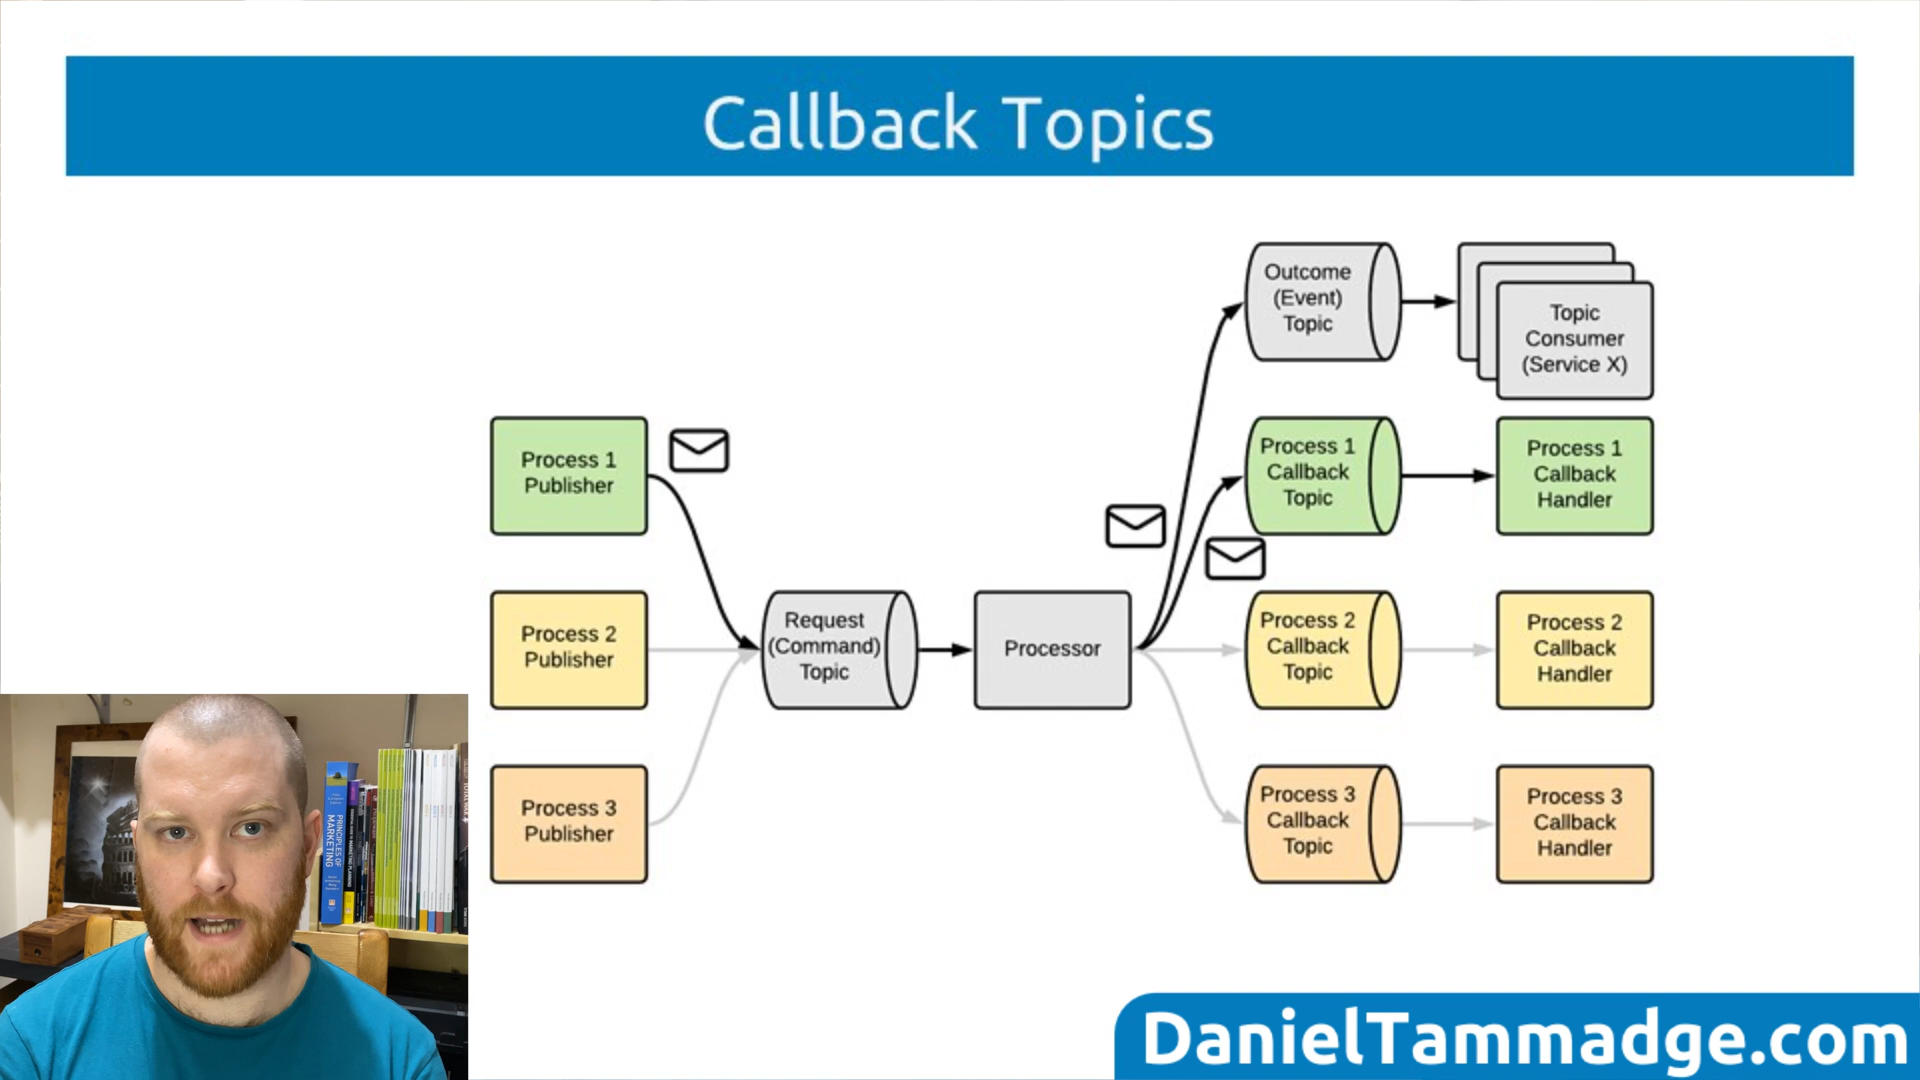 Callback Topics
Outcome
(Event)
Topic
Topic
Consumer
(Service X)
Process 1
Publisher
Process 1
Callback
Topic
Process 1
Callback
Handler
Process 2
Publisher
Request
(Command)
Topic
Processor
Process 2
Callback
Topic
Process 2
Callback
Handler
Process 3
Publisher
Process 3
Callback
Topic
Process 3
Callback
Handler
PRINCIPLES OF
MARKETING
DanielTammadge.com